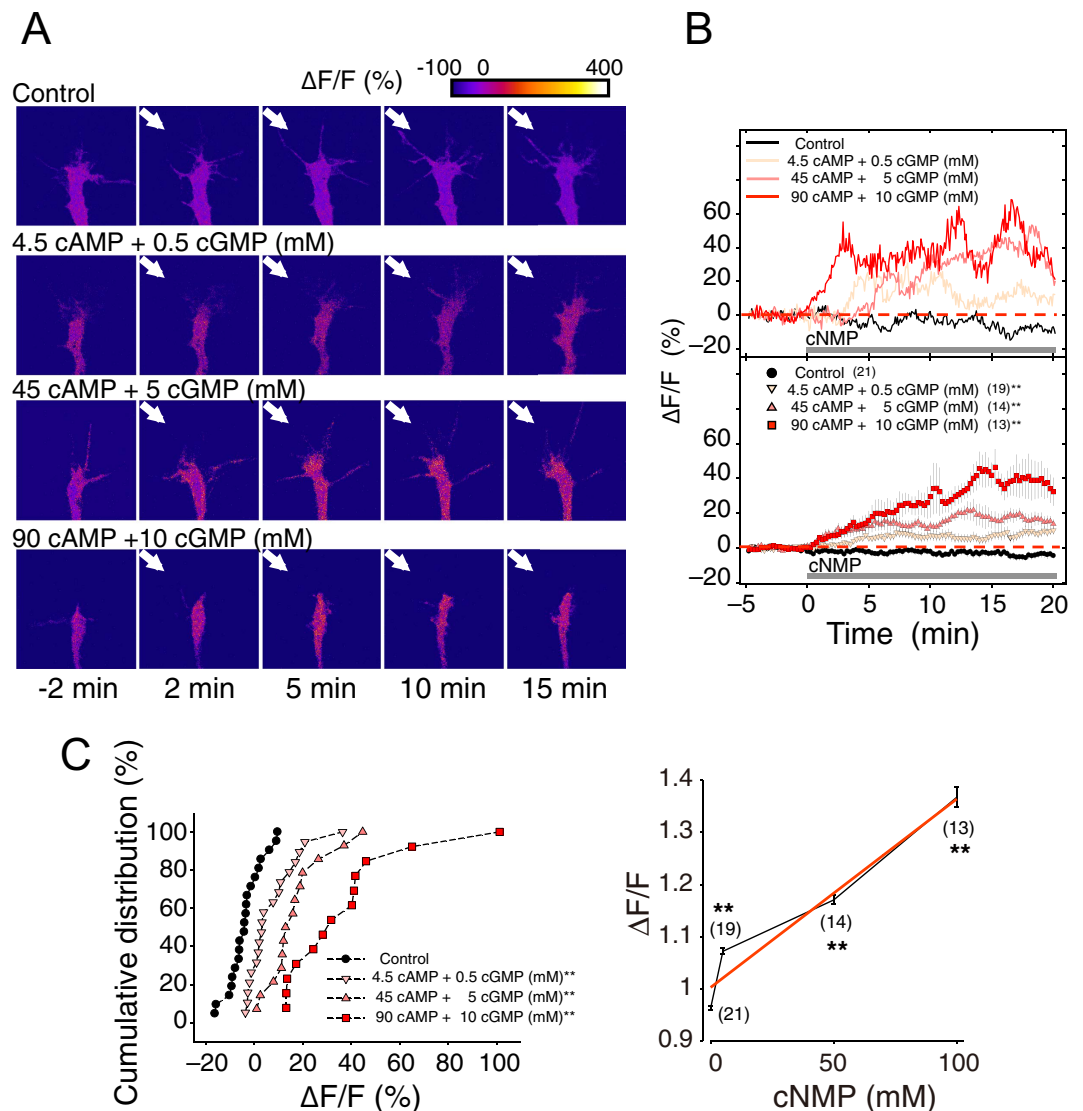 A
ΔF/F (%)
-100 0 400
Control
4.5 cAMP + 0.5 cGMP (mM)
45 cAMP + 5 cGMP (mM)
90 cAMP +10 cGMP (mM)
-2 min 2 min 5 min 10 min 15 min
B
Control
4.5 cAMP + 0.5 cGMP (mM)
45 cAMP + 5 cGMP (mM)
90 cAMP + 10 cGMP (mM)
60
40
20
0
−20
cNMP
ΔF/F (%)
Control (21)
4.5 cAMP + 0.5 cGMP (mM) (19)**
45 cAMP + 5 cGMP (mM) (14)**
90 cAMP + 10 cGMP (mM) (13)**
60
40
20
0
−20
cNMP
−5 0 5 10 15 20
Time (min)
C
Cumulative distribution (%)
100
80
60
40
20
0
Control
4.5 cAMP + 0.5 cGMP (mM)**
45 cAMP + 5 cGMP (mM)**
90 cAMP + 10 cGMP (mM)**
−20 0 20 40 60 80 100
ΔF/F (%)
ΔF/F
1.4
1.3
1.2
1.1
1
0.9
**
(19)
(21)
(14)
**
(13)
**
0 50 100
cNMP (mM)